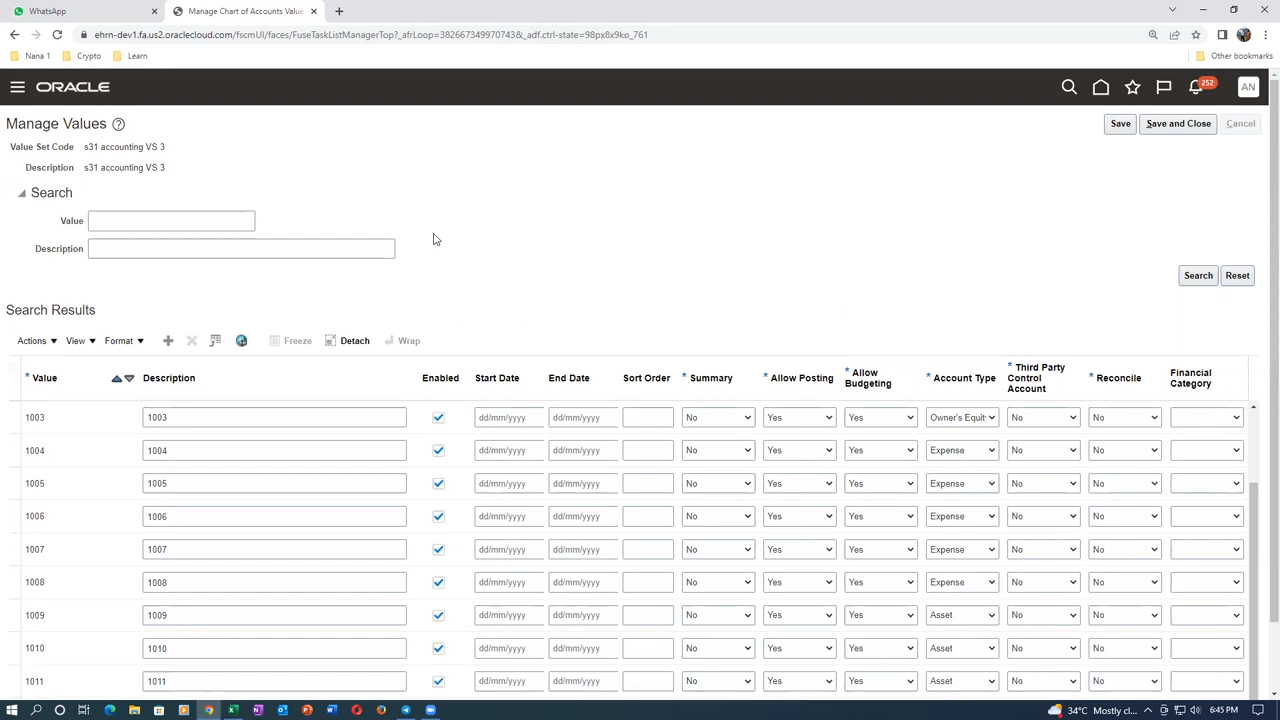 WhatsApp
Manage Chart of Accounts Value
ehrm-dev1.fa.us2.oraclecloud.com/fscmUI/faces/FuseTaskListManagerTop?_afrLoop=382667349970743&_adf.ctrl-state=98px8x9ko_761
Nana 1 Crypto Learn Other bookmarks
ORACLE 252 AN
Manage Values Save Save and Close Cancel
Value Set Code s31 accounting VS 3
Description s31 accounting VS 3
Search
Value
Description
Search Reset
Search Results
Actions View Format Freeze Detach Wrap
* Value Description Enabled Start Date End Date Sort Order * Summary * Allow Posting * Allow Budgeting * Account Type * Third Party Control Account * Reconcile Financial Category
1003 1003 dd/mm/yyyy dd/mm/yyyy No Yes Yes Owner's Equit No No
1004 1004 dd/mm/yyyy dd/mm/yyyy No Yes Yes Expense No No
1005 1005 dd/mm/yyyy dd/mm/yyyy No Yes Yes Expense No No
1006 1006 dd/mm/yyyy dd/mm/yyyy No Yes Yes Expense No No
1007 1007 dd/mm/yyyy dd/mm/yyyy No Yes Yes Expense No No
1008 1008 dd/mm/yyyy dd/mm/yyyy No Yes Yes Expense No No
1009 1009 dd/mm/yyyy dd/mm/yyyy No Yes Yes Asset No No
1010 1010 dd/mm/yyyy dd/mm/yyyy No Yes Yes Asset No No
1011 1011 dd/mm/yyyy dd/mm/yyyy No Yes Yes Asset No No
34°C Mostly c... 6:45 PM